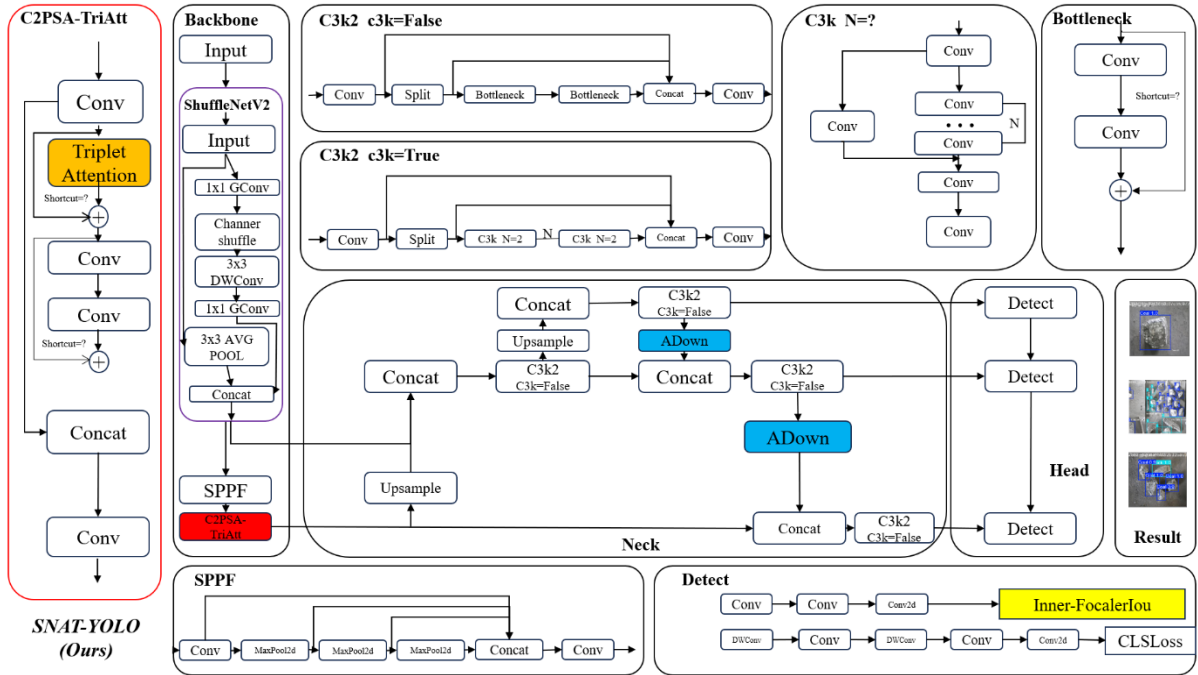 C2PSA-TriAtt
Conv
Triplet
Attention
Shortcut=?
Conv
Conv
Shortcut=?
Concat
Conv
SNAT-YOLO
(Ours)
Backbone
Input
ShuffleNetV2
Input
1x1 GConv
Channer
shuffle
3x3
DWConv
1x1 GConv
3x3 AVG
POOL
Concat
SPPF
C2PSA-
TriAtt
C3k2 c3k=False
Conv
Split
Bottleneck
Bottleneck
Concat
Conv
C3k2 c3k=True
Conv
Split
C3k N=2
N
C3k N=2
Concat
Conv
C3k N=?
Conv
Conv
Conv
...
Conv
N
Conv
Conv
Bottleneck
Conv
Shortcut=?
Conv
Concat
C3k2
C3k=False
Upsample
ADown
Concat
C3k2
C3k=False
Concat
C3k2
C3k=False
ADown
Upsample
Concat
C3k2
C3k=False
Neck
Detect
Detect
Head
Detect
Result
SPPF
Conv
MaxPool2d
MaxPool2d
MaxPool2d
Concat
Conv
Detect
Conv
Conv
Conv2d
Inner-FocalerIou
DWConv
Conv
DWConv
Conv
Conv2d
CLSLoss